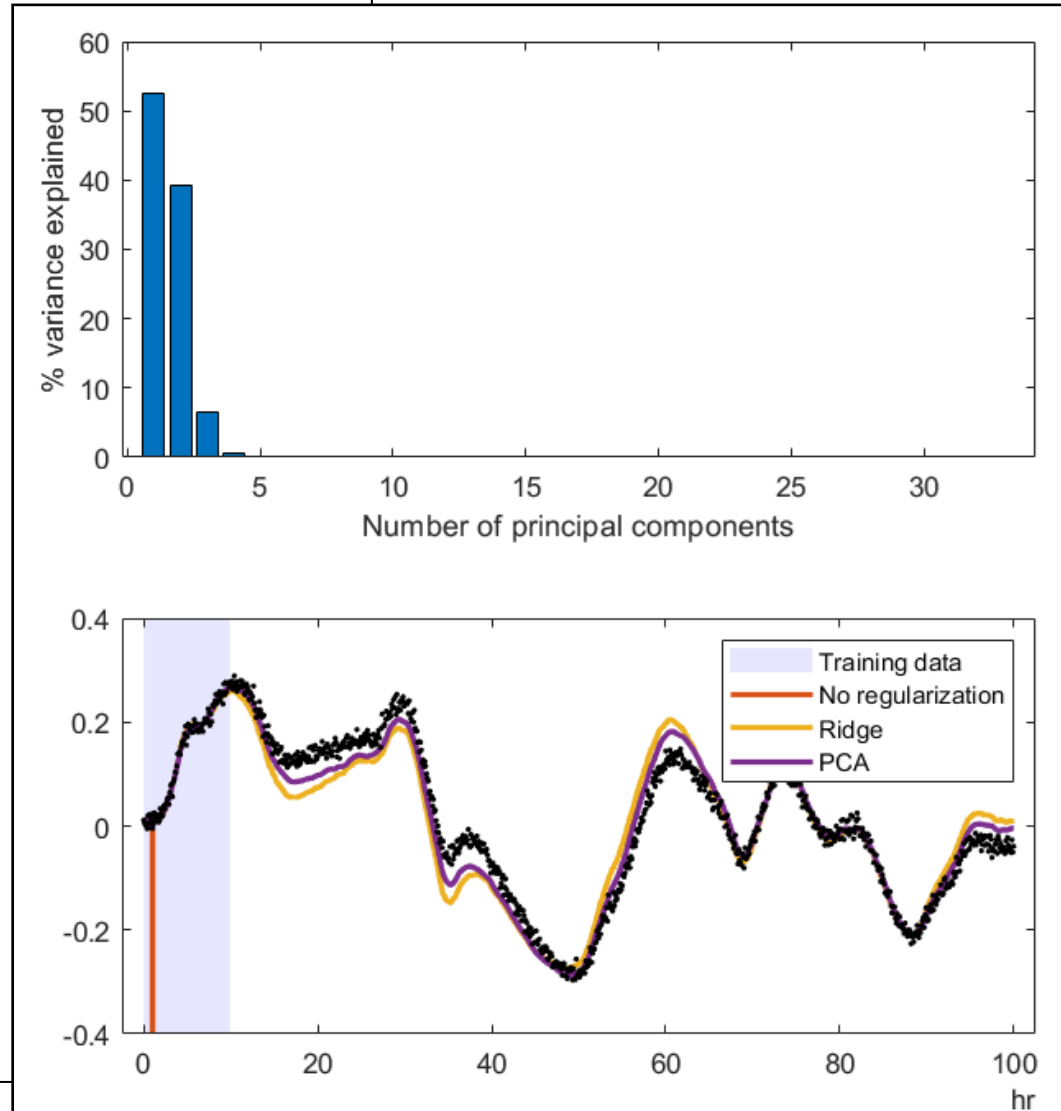 60
50
40
30
20
10
0
% variance explained
0 5 10 15 20 25 30
Number of principal components
0.4
0.2
0
-0.2
-0.4
Training data
No regularization
Ridge
PCA
0 20 40 60 80 100
hr